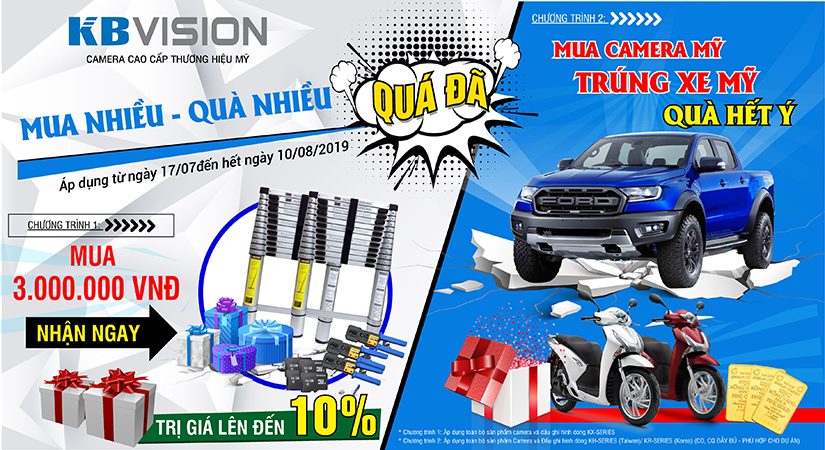 KBVISION
CAMERA CAO CẤP THƯƠNG HIỆU MỸ
MUA NHIỀU - QUÀ NHIỀU
QUÁ ĐÃ
Áp dụng từ ngày 17/07đến hết ngày 10/08/2019
CHƯƠNG TRÌNH 1:
MUA
3.000.000 VNĐ
NHẬN NGAY
TRỊ GIÁ LÊN ĐẾN 10%
CHƯƠNG TRÌNH 2:
MUA CAMERA MỸ
TRÚNG XE MỸ
QUÀ HẾT Ý
FORD
* Chương trình 1: Áp dụng toàn bộ sản phẩm camera và đầu ghi hình dòng KX-SERIES
* Chương trình 2: Áp dụng toàn bộ sản phẩm Camera và Đầu ghi hình dòng KH-SERIES (Taiwan)/ KR-SERIES (Korea) (CO, CQ ĐẦY ĐỦ - PHÙ HỢP CHO DỰ ÁN)